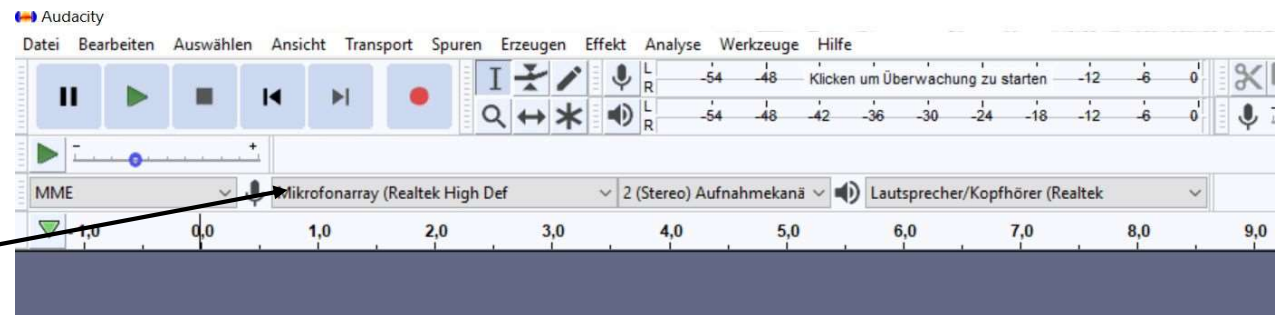 Audacity
Datei Bearbeiten Auswählen Ansicht Transport Spuren Erzeugen Effekt Analyse Werkzeuge Hilfe
L R -54 -48 Klicken um Überwachung zu starten -12 -6 0
L R -54 -48 -42 -36 -30 -24 -18 -12 -6 0
- +
MME Mikrofonarray (Realtek High Def 2 (Stereo) Aufnahmekanä Lautsprecher/Kopfhörer (Realtek
-1,0 0,0 1,0 2,0 3,0 4,0 5,0 6,0 7,0 8,0 9,0